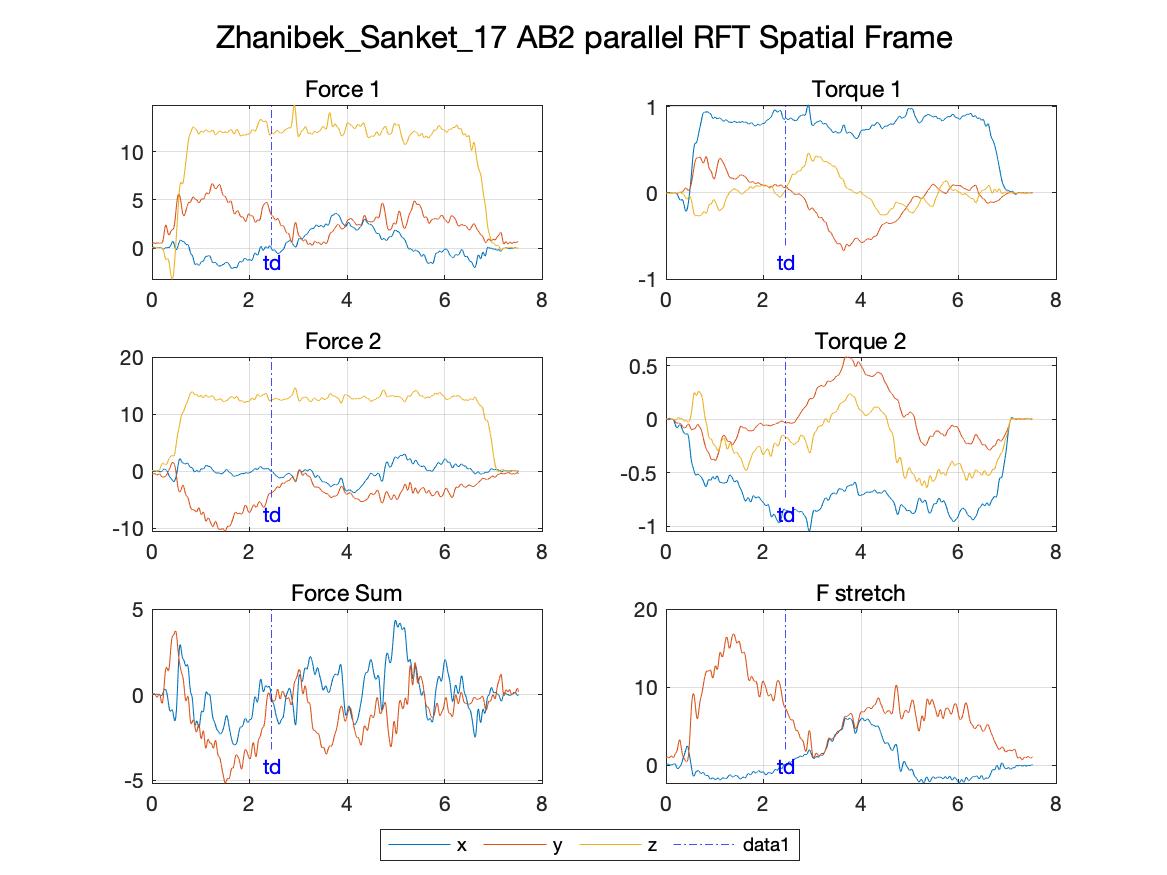 Zhanibek_Sanket_17 AB2 parallel RFT Spatial Frame
Force 1
10
5
0
td
0 2 4 6 8
Torque 1
1
0
-1
td
0 2 4 6 8
Force 2
20
10
0
-10
td
0 2 4 6 8
Torque 2
0.5
0
-0.5
-1
td
0 2 4 6 8
Force Sum
5
0
-5
td
0 2 4 6 8
F stretch
20
10
0
td
0 2 4 6 8
x y z data1